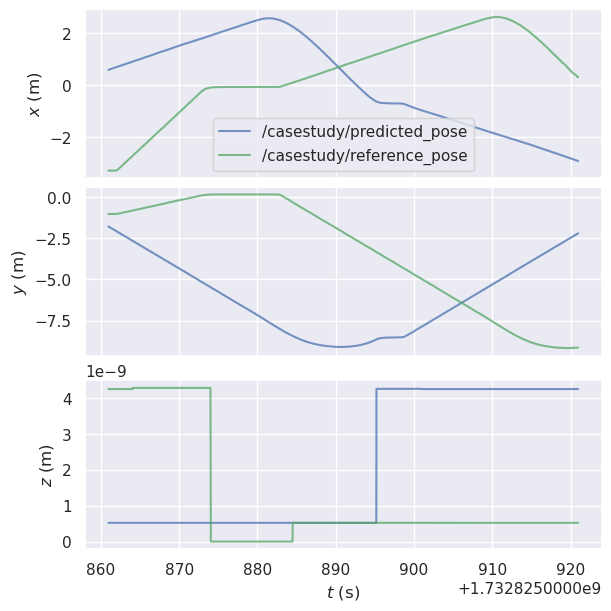 2
0
−2
x (m)
/casestudy/predicted_pose
/casestudy/reference_pose
0.0
−2.5
−5.0
−7.5
y (m)
1e−9
4
3
2
1
0
z (m)
860 870 880 890 900 910 920
t (s)
+1.7328250000e9